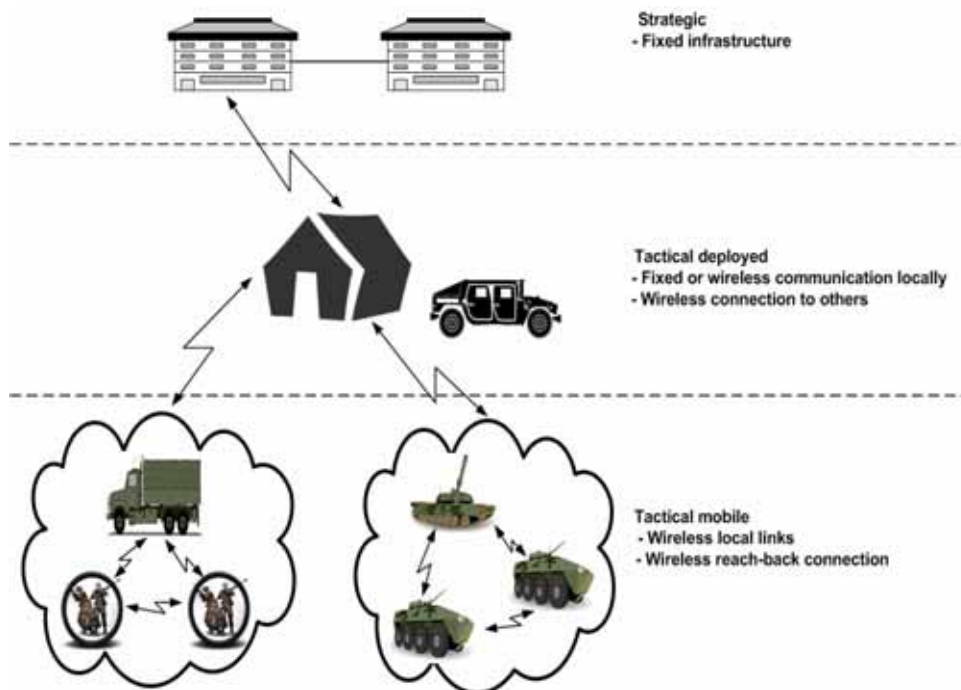 Strategic
- Fixed infrastructure
Tactical deployed
- Fixed or wireless communication locally
- Wireless connection to others
Tactical mobile
- Wireless local links
- Wireless reach-back connection